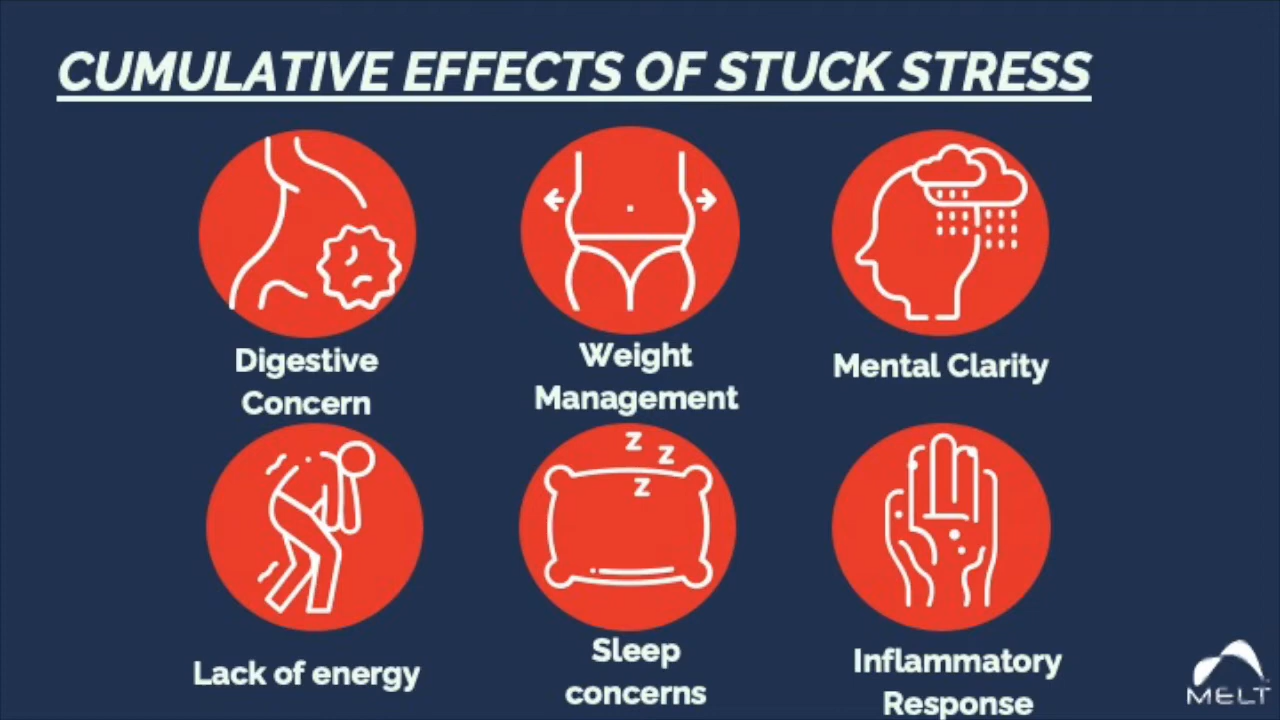 CUMULATIVE EFFECTS OF STUCK STRESS
Digestive
Concern
Weight
Management
Mental Clarity
z
z
z
Lack of energy
Sleep
concerns
Inflammatory
Response
MELT